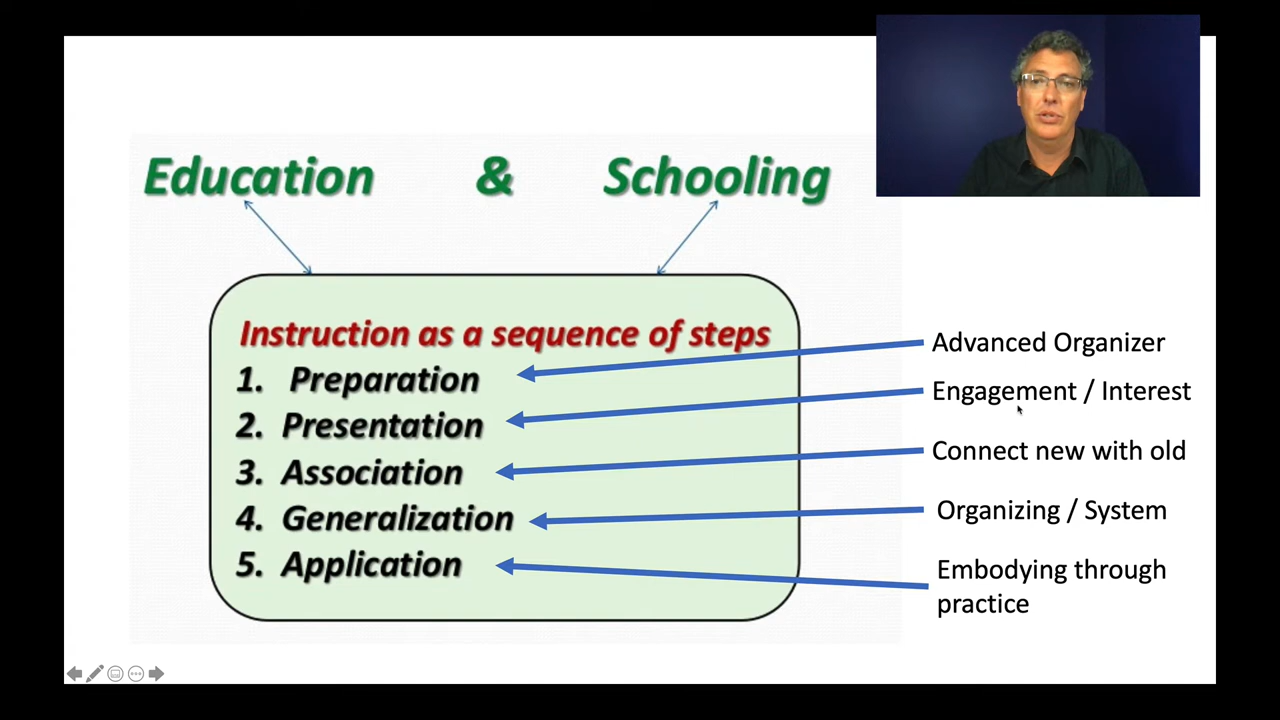 Education & Schooling
Instruction as a sequence of steps
1. Preparation
2. Presentation
3. Association
4. Generalization
5. Application
Advanced Organizer
Engagement / Interest
Connect new with old
Organizing / System
Embodying through
practice